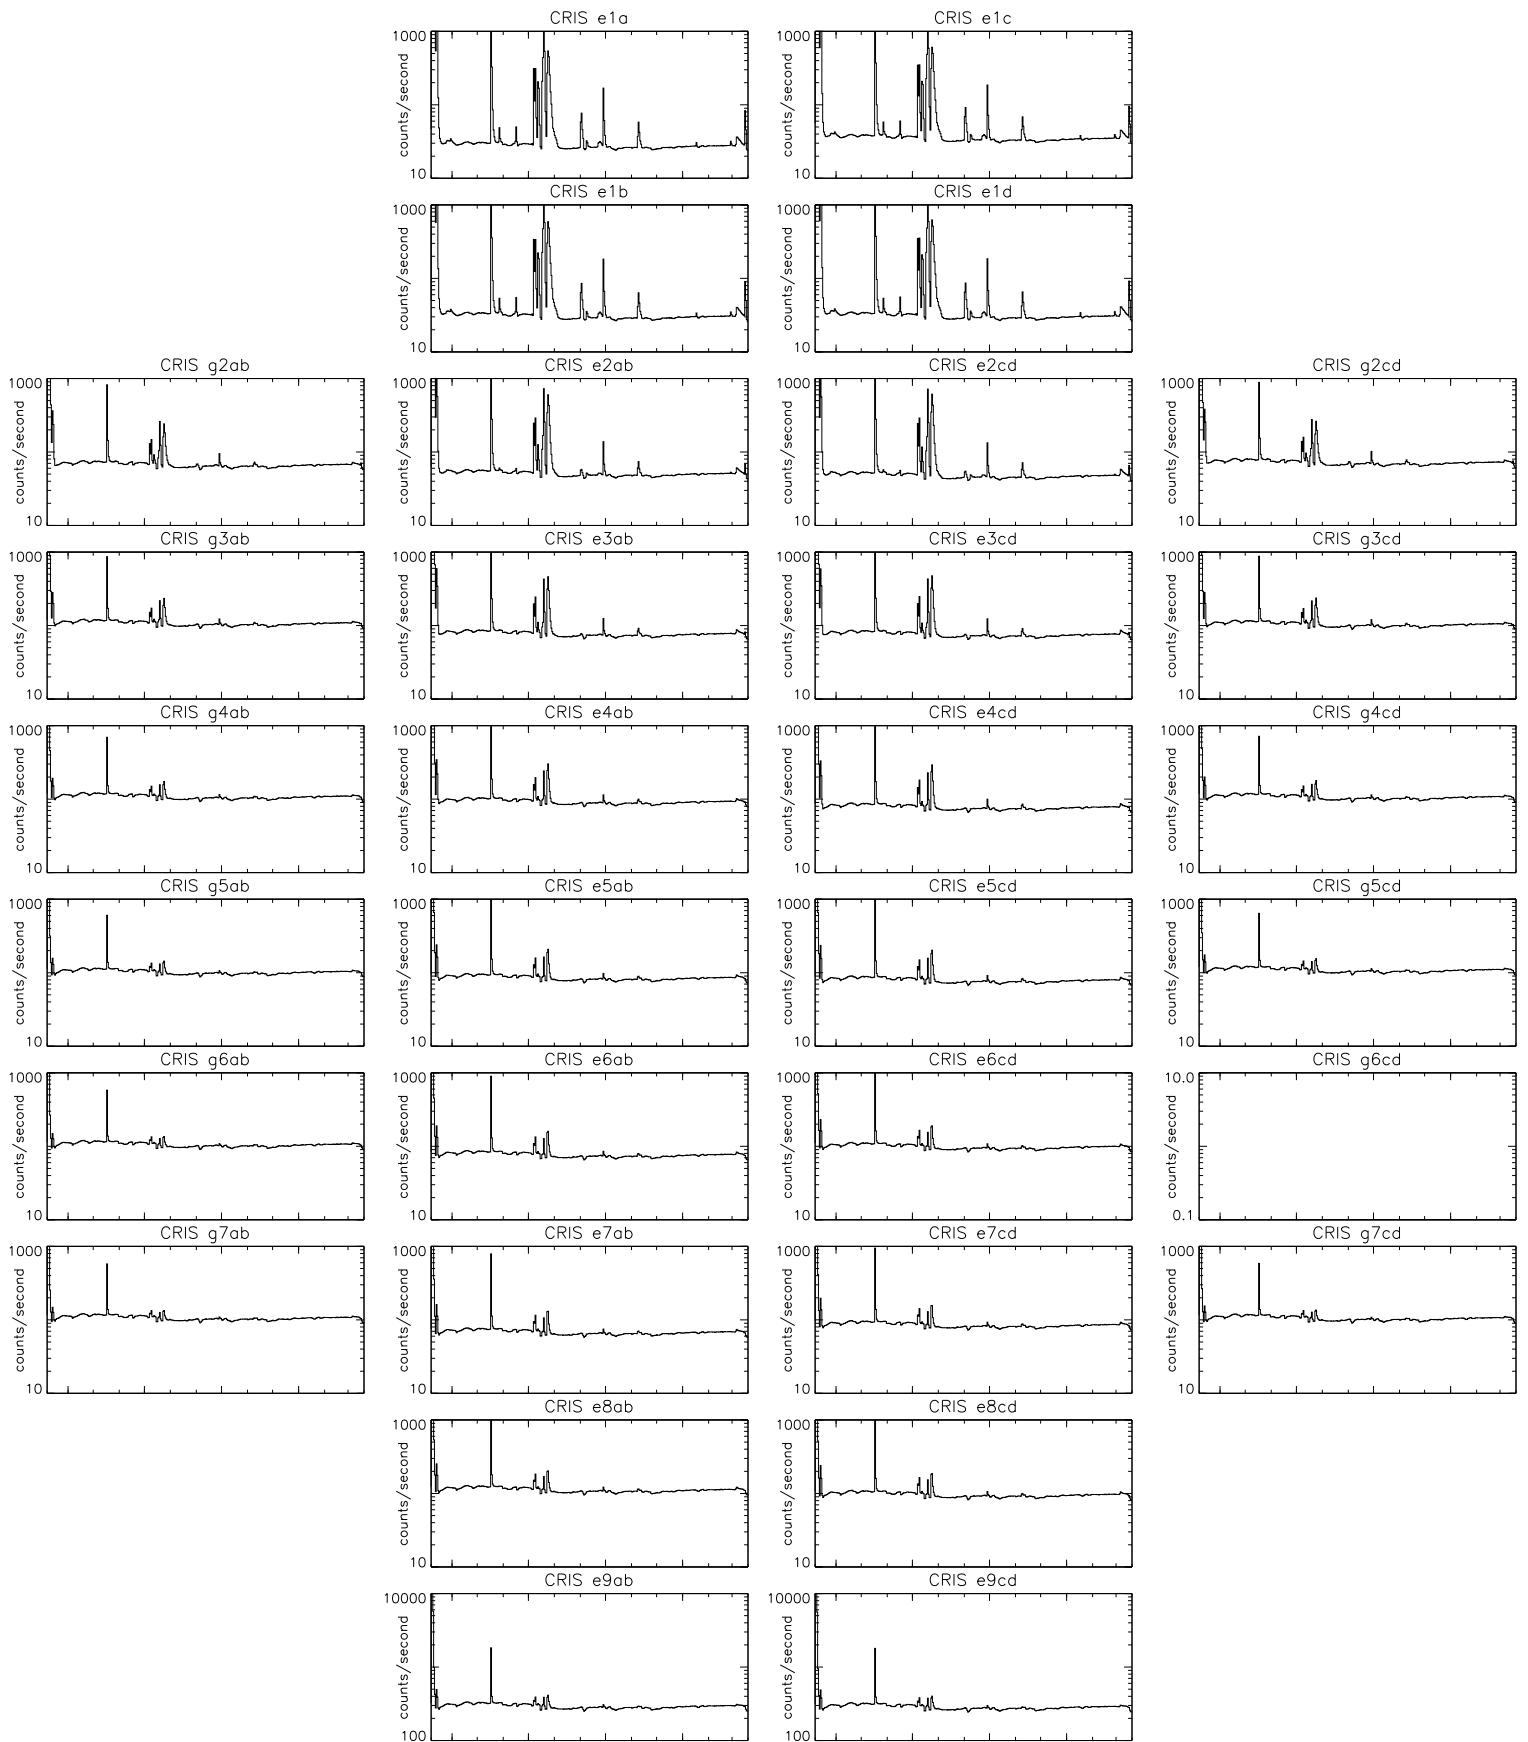 CRIS e1a
CRIS e1c
1000
counts/second
10
1000
counts/second
10
CRIS e1b
CRIS e1d
1000
counts/second
10
1000
counts/second
10
CRIS g2ab
CRIS e2ab
CRIS e2cd
CRIS g2cd
1000
counts/second
10
1000
counts/second
10
1000
counts/second
10
1000
counts/second
10
CRIS g3ab
CRIS e3ab
CRIS e3cd
CRIS g3cd
1000
counts/second
10
1000
counts/second
10
1000
counts/second
10
1000
counts/second
10
CRIS g4ab
CRIS e4ab
CRIS e4cd
CRIS g4cd
1000
counts/second
10
1000
counts/second
10
1000
counts/second
10
1000
counts/second
10
CRIS g5ab
CRIS e5ab
CRIS e5cd
CRIS g5cd
1000
counts/second
10
1000
counts/second
10
1000
counts/second
10
1000
counts/second
10
CRIS g6ab
CRIS e6ab
CRIS e6cd
CRIS g6cd
1000
counts/second
10
1000
counts/second
10
1000
counts/second
10
10.0
counts/second
0.1
CRIS g7ab
CRIS e7ab
CRIS e7cd
CRIS g7cd
1000
counts/second
10
1000
counts/second
10
1000
counts/second
10
1000
counts/second
10
CRIS e8ab
CRIS e8cd
1000
counts/second
10
1000
counts/second
10
CRIS e9ab
CRIS e9cd
10000
counts/second
100
10000
counts/second
100